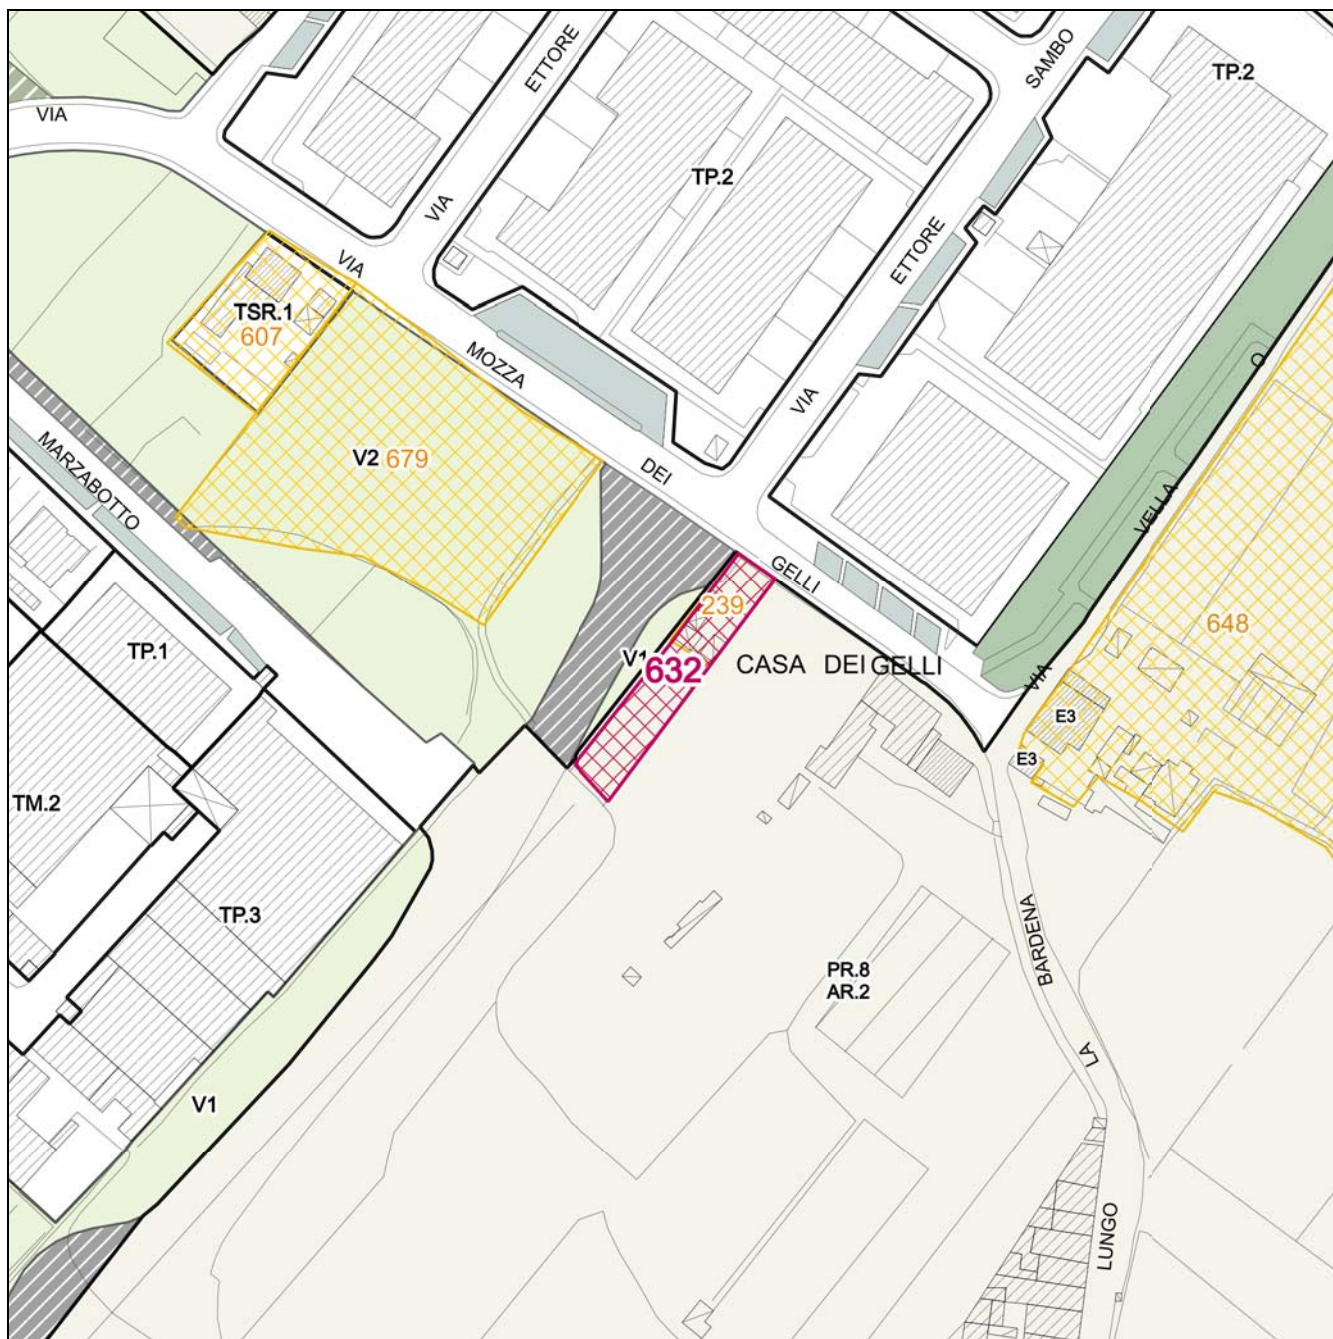 SAMBO
ETTORE
TP.2
VIA
TP.2
VIA
ETTORE
VIA
TSR.1
607
MOZZA
O
VIA
V2 679
DEI
MARZABOTTO
VELLA
GELLI
239
648
TP.1
V1
632
CASA DEI GELLI
VIA
E3
E3
TM.2
TP.3
BARDENA
PR.8
AR.2
LA
V1
LUNGO